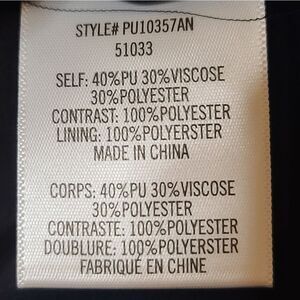 STYLE# PU10357AN
51033
SELF: 40%PU 30%VISCOSE
30%POLYESTER
CONTRAST: 100%POLYESTER
LINING: 100%POLYERSTER
MADE IN CHINA
CORPS: 40%PU 30%VISCOSE
30%POLYESTER
CONTRASTE: 100%POLYESTER
DOUBLURE: 100%POLYERSTER
FABRIQUÉ EN CHINE